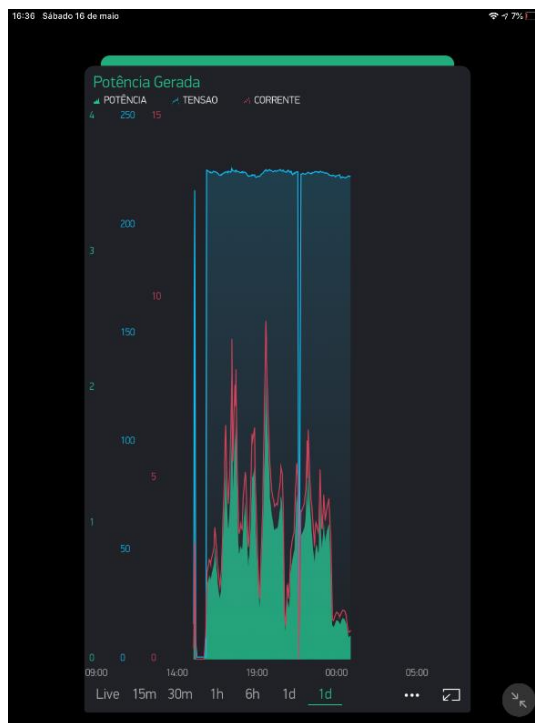 16:36 Sábado 16 de maio 7%
Potência Gerada
POTÊNCIA TENSAO CORRENTE
4 250 15
200
3
10
150
2
100
5
1
50
0 0 0
09:00 14:00 19:00 00:00 05:00
Live 15m 30m 1h 6h 1d 1d